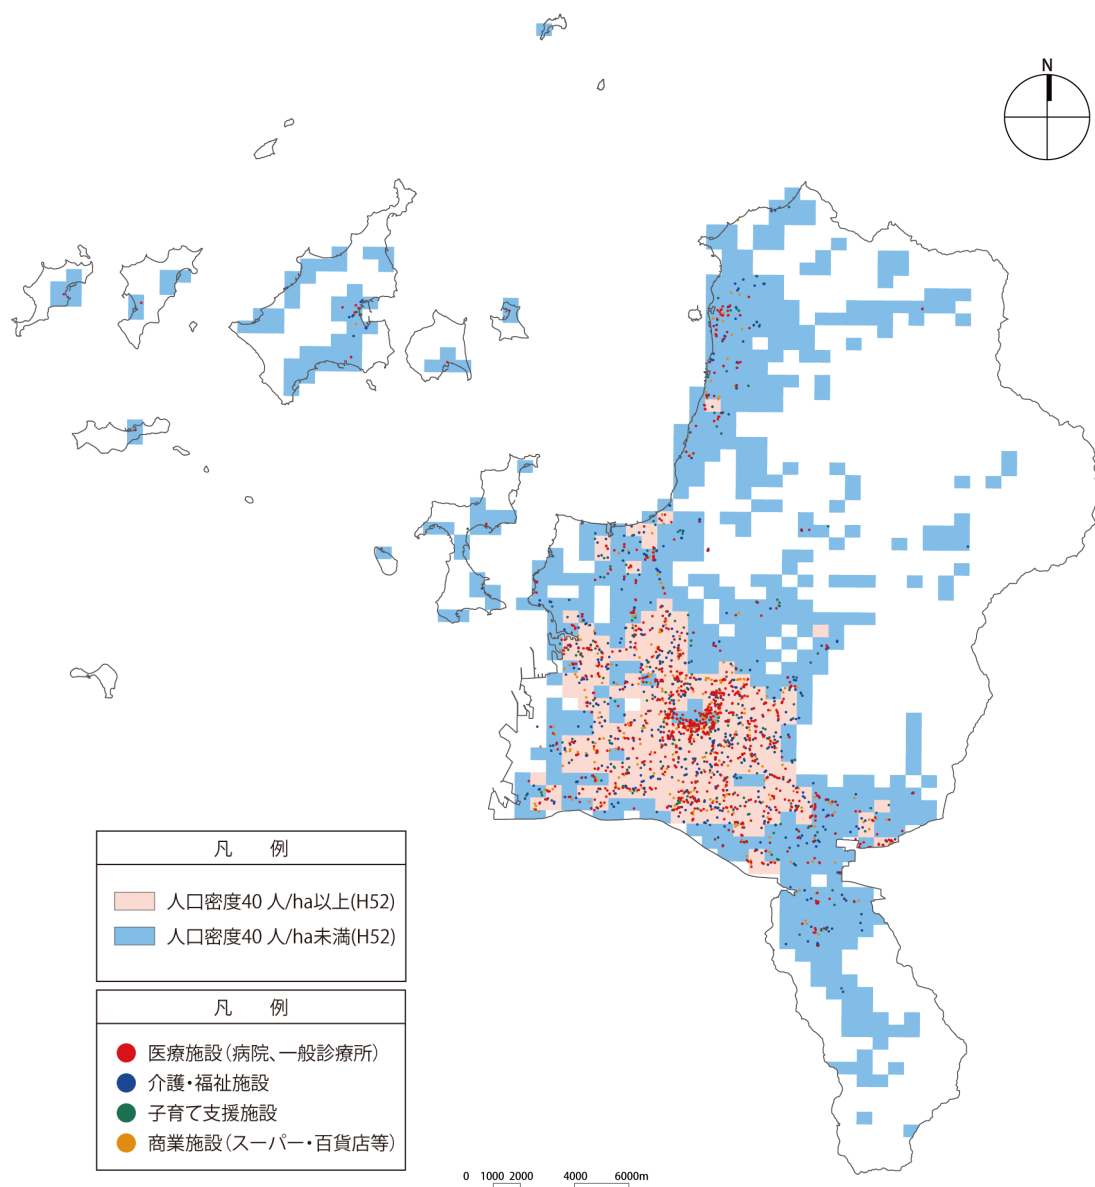 N
凡 例
人口密度40 人/ha以上(H52)
人口密度40 人/ha未満(H52)
凡 例
医療施設(病院、一般診療所)
介護・福祉施設
子育て支援施設
商業施設(スーパー・百貨店等)
0 1000 2000 4000 6000m